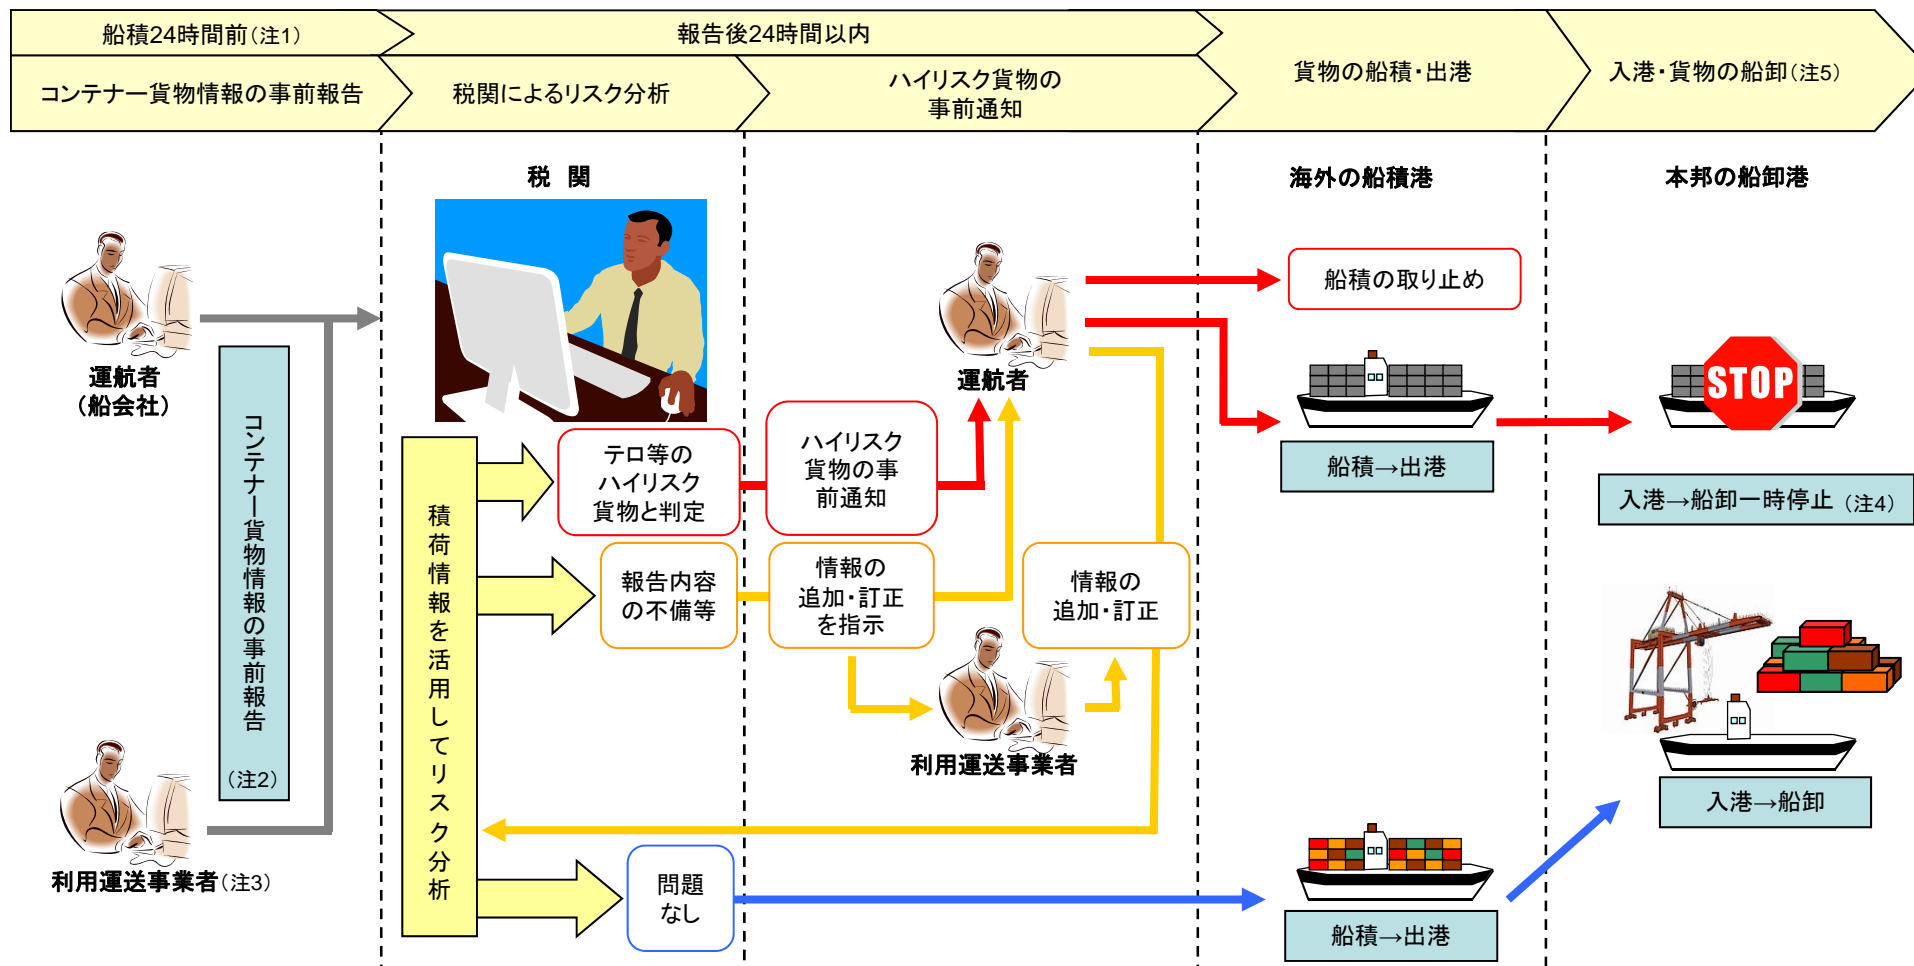 船積24時間前(注1)
報告後24時間以内
コンテナー貨物情報の事前報告
税関によるリスク分析
ハイリスク貨物の
事前通知
貨物の船積・出港
入港・貨物の船卸(注5)
税 関
海外の船積港
本邦の船卸港
運航者
(船会社)
コンテナー貨物情報の事前報告
(注2)
利用運送事業者(注3)
積荷情報を活用してリスク分析
テロ等の
ハイリスク
貨物と判定
ハイリスク
貨物の事
前通知
運航者
報告内容
の不備等
情報の
追加・訂正
を指示
情報の
追加・訂正
利用運送事業者
問題
なし
船積の取り止め
船積→出港
STOP
入港→船卸一時停止 (注4)
入港→船卸
船積→出港